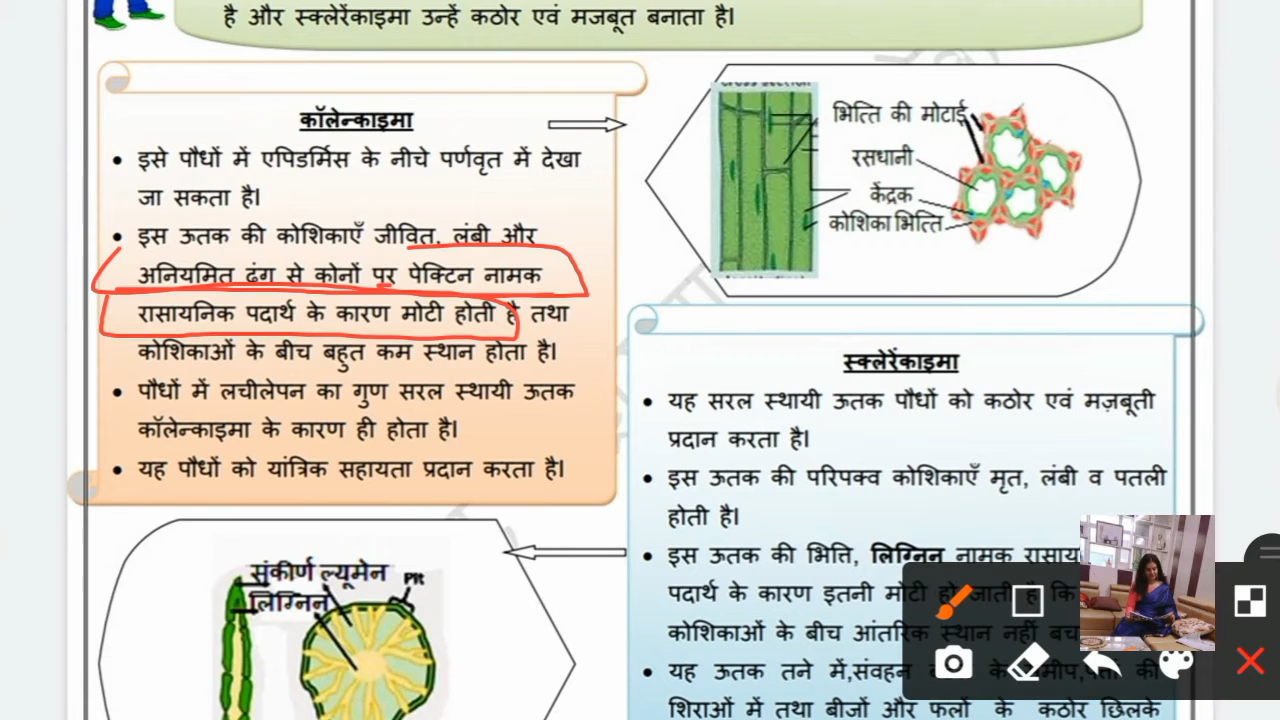 है और स्क्लेरेंकाइमा उन्हें कठोर एवं मजबूत बनाता है।
कॉलेन्काइमा
• इसे पौधों में एपिडर्मिस के नीचे पर्णवृत में देखा
जा सकता है।
• इस ऊतक की कोशिकाएँ जीवित, लंबी और
अनियमित ढंग से कोनों पर पेक्टिन नामक
रासायनिक पदार्थ के कारण मोटी होती है तथा
कोशिकाओं के बीच बहुत कम स्थान होता है।
• पौधों में लचीलेपन का गुण सरल स्थायी ऊतक
कॉलेन्काइमा के कारण ही होता है।
• यह पौधों को यांत्रिक सहायता प्रदान करता है।
भित्ति की मोटाई
रसधानी
केंद्रक
कोशिका भित्ति
स्क्लेरेंकाइमा
• यह सरल स्थायी ऊतक पौधों को कठोर एवं मज़बूती
प्रदान करता है।
• इस ऊतक की परिपक्व कोशिकाएँ मृत, लंबी व पतली
होती है।
• इस ऊतक की भित्ति, लिग्निन नामक रासाय
पदार्थ के कारण इतनी मोटी हो जाती है कि
कोशिकाओं के बीच आंतरिक स्थान नहीं बच
• यह ऊतक तने में,संवहन के की
शिराओं में तथा बीजों और फलों के कठोर छिलके
संकीर्ण ल्यूमेन
Pit
लिग्निन